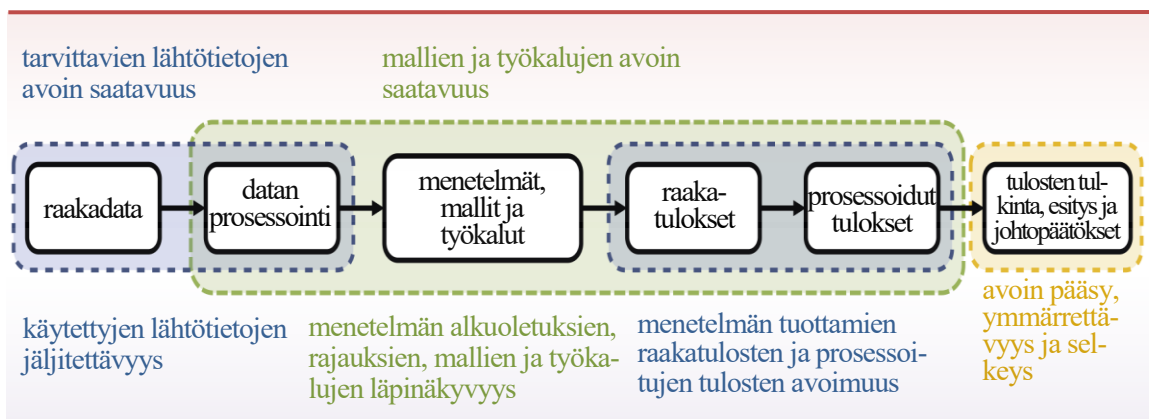 tarvittavien lähtötietojen
avoin saatavuus
mallien ja työkalujen avoin
saatavuus
raakadata
datan
prosessointi
menetelmät,
mallit ja
työkalut
raaka-
tulokset
prosessoidut
tulokset
tulosten tul-
kinta, esitys ja
johtopäätökset
käytettyjen lähtötietojen
jäljitettävyys
menetelmän alkuoletuksien,
rajauksien, mallien ja työka-
lujen läpinäkyvyys
menetelmän tuottamien
raakatulosten ja prosessoi-
tujen tulosten avoimuus
avoin pääsy,
ymmärrettä-
vyys ja sel-
keys